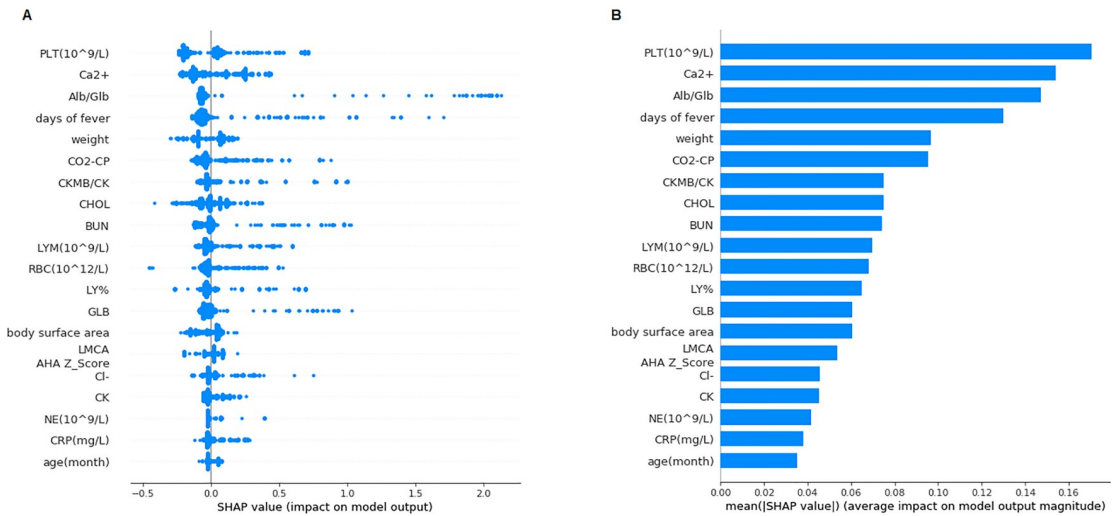 A
PLT(10^9/L)
Ca2+
Alb/Glb
days of fever
weight
CO2-CP
CKMB/CK
CHOL
BUN
LYM(10^9/L)
RBC(10^12/L)
LY%
GLB
body surface area
LMCA
AHA Z_Score
Cl-
CK
NE(10^9/L)
CRP(mg/L)
age(month)
−0.5 0.0 0.5 1.0 1.5 2.0
SHAP value (impact on model output)
B
PLT(10^9/L)
Ca2+
Alb/Glb
days of fever
weight
CO2-CP
CKMB/CK
CHOL
BUN
LYM(10^9/L)
RBC(10^12/L)
LY%
GLB
body surface area
LMCA
AHA Z_Score
Cl-
CK
NE(10^9/L)
CRP(mg/L)
age(month)
0.00 0.02 0.04 0.06 0.08 0.10 0.12 0.14 0.16
mean(|SHAP value|) (average impact on model output magnitude)